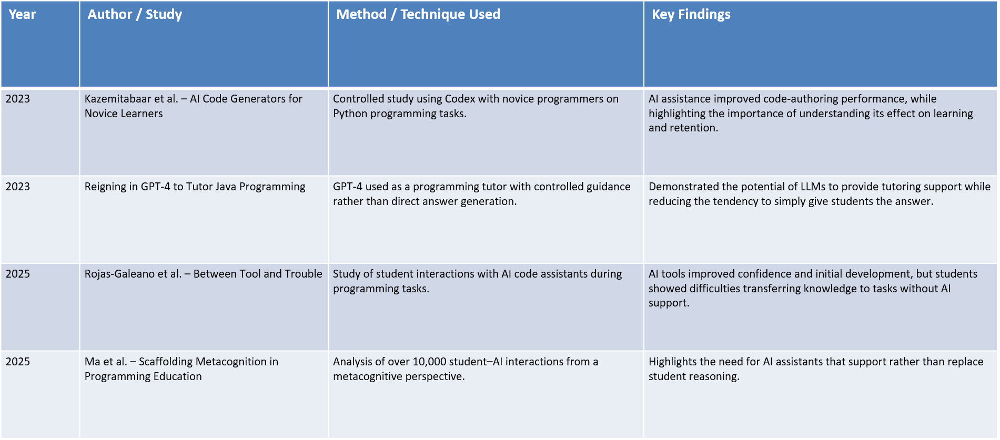 Year
Author / Study
Method / Technique Used
Key Findings
2023
Kazemitabaar et al. – AI Code Generators for
Novice Learners
Controlled study using Codex with novice programmers on
Python programming tasks.
AI assistance improved code-authoring performance, while
highlighting the importance of understanding its effect on learning
and retention.
2023
Reigning in GPT-4 to Tutor Java Programming
GPT-4 used as a programming tutor with controlled guidance
rather than direct answer generation.
Demonstrated the potential of LLMs to provide tutoring support while
reducing the tendency to simply give students the answer.
2025
Rojas-Galeano et al. – Between Tool and Trouble
Study of student interactions with AI code assistants during
programming tasks.
AI tools improved confidence and initial development, but students
showed difficulties transferring knowledge to tasks without AI
support.
2025
Ma et al. – Scaffolding Metacognition in
Programming Education
Analysis of over 10,000 student–AI interactions from a
metacognitive perspective.
Highlights the need for AI assistants that support rather than replace
student reasoning.